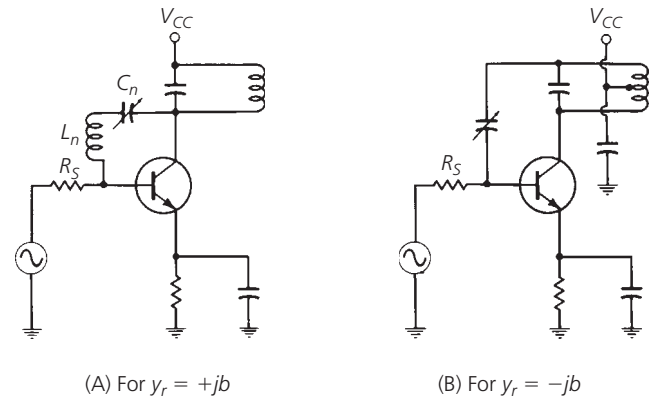 V_CC
C_n
L_n
R_S
V_CC
R_S
(A) For y_r = +jb
(B) For y_r = −jb